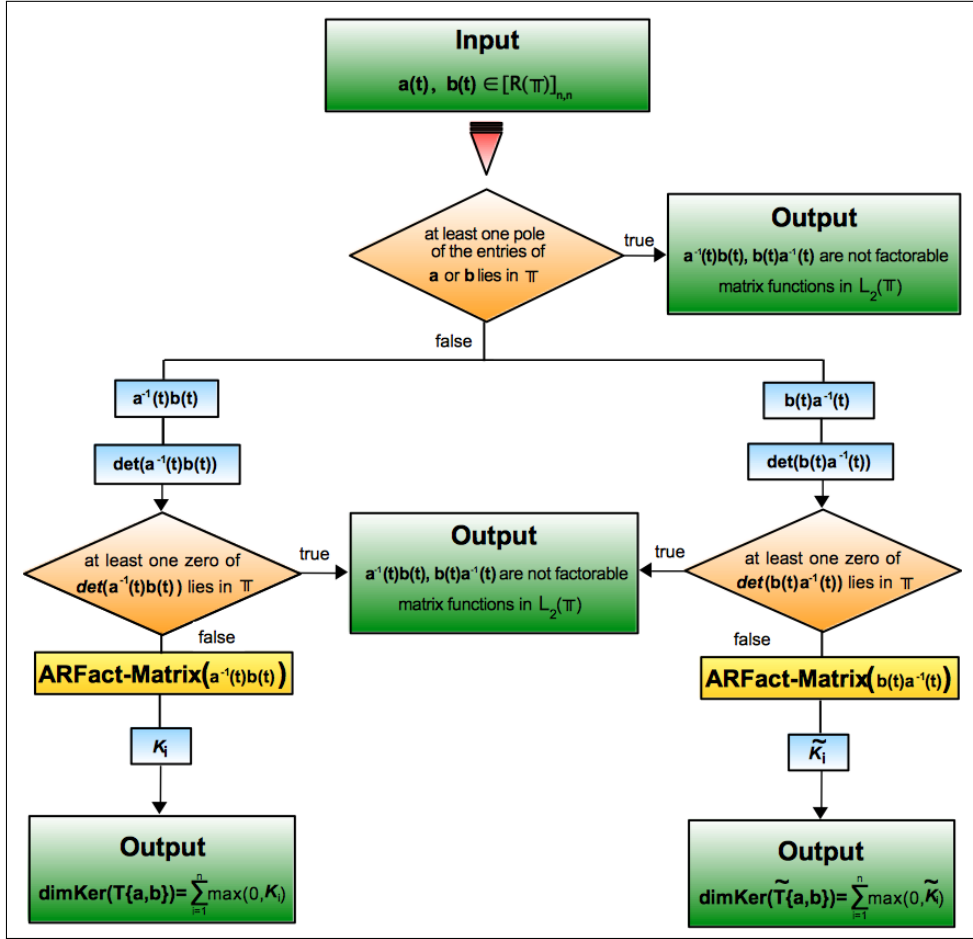 Input
a(t), b(t) ∈ [R(𝕋)]ₙ,ₙ
at least one pole
of the entries of
a or b lies in 𝕋
true
Output
a⁻¹(t)b(t), b(t)a⁻¹(t) are not factorable
matrix functions in L₂(𝕋)
false
a⁻¹(t)b(t)
b(t)a⁻¹(t)
det(a⁻¹(t)b(t))
det(b(t)a⁻¹(t))
at least one zero of
det(a⁻¹(t)b(t)) lies in 𝕋
true
Output
a⁻¹(t)b(t), b(t)a⁻¹(t) are not factorable
matrix functions in L₂(𝕋)
true
at least one zero of
det(b(t)a⁻¹(t)) lies in 𝕋
false
false
ARFact-Matrix(a⁻¹(t)b(t))
ARFact-Matrix(b(t)a⁻¹(t))
Kᵢ
K̃ᵢ
Output
dimKer(T{a,b})=∑ⁿᵢ₌₁max(0,Kᵢ)
Output
dimKer(T̃{a,b})=∑ⁿᵢ₌₁max(0,K̃ᵢ)